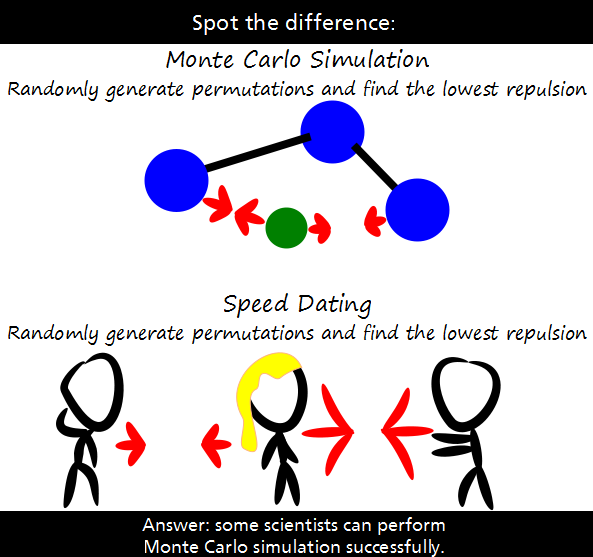 Spot the difference:
Monte Carlo Simulation
Randomly generate permutations and find the lowest repulsion
Speed Dating
Randomly generate permutations and find the lowest repulsion
Answer: some scientists can perform
Monte Carlo simulation successfully.